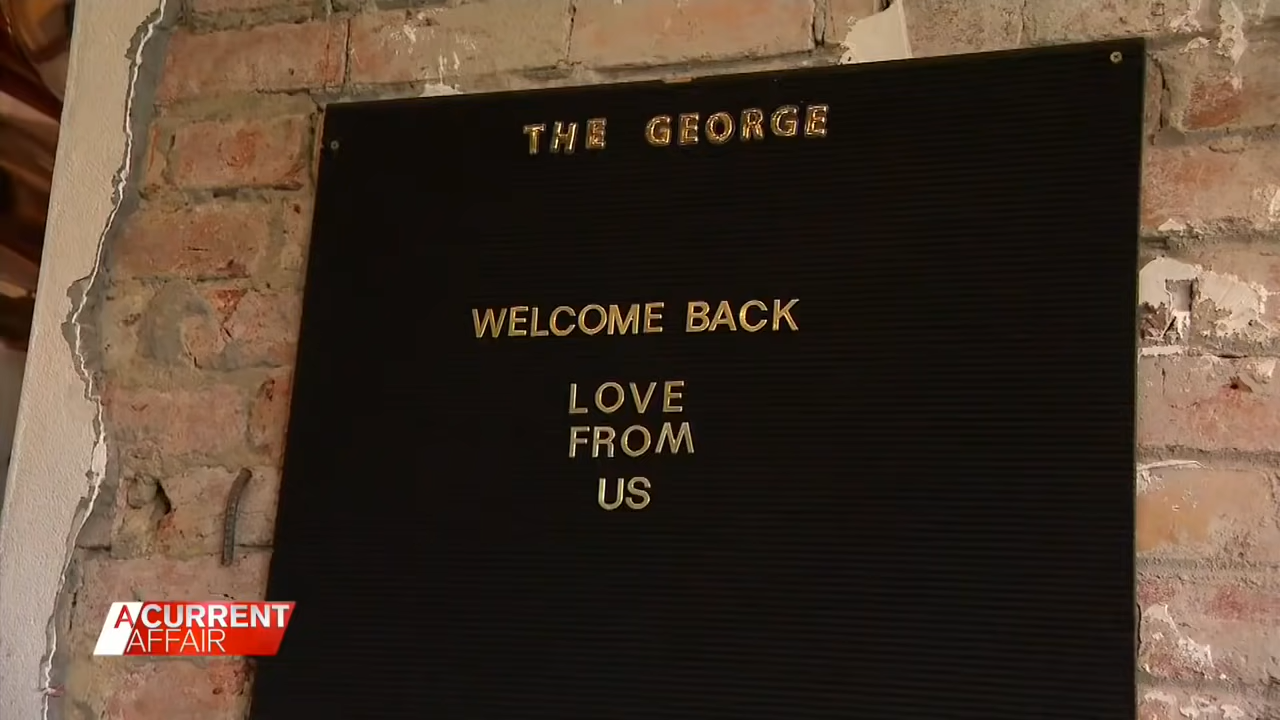 THE GEORGE
WELCOME BACK
LOVE
FROM
US
A CURRENT
AFFAIR